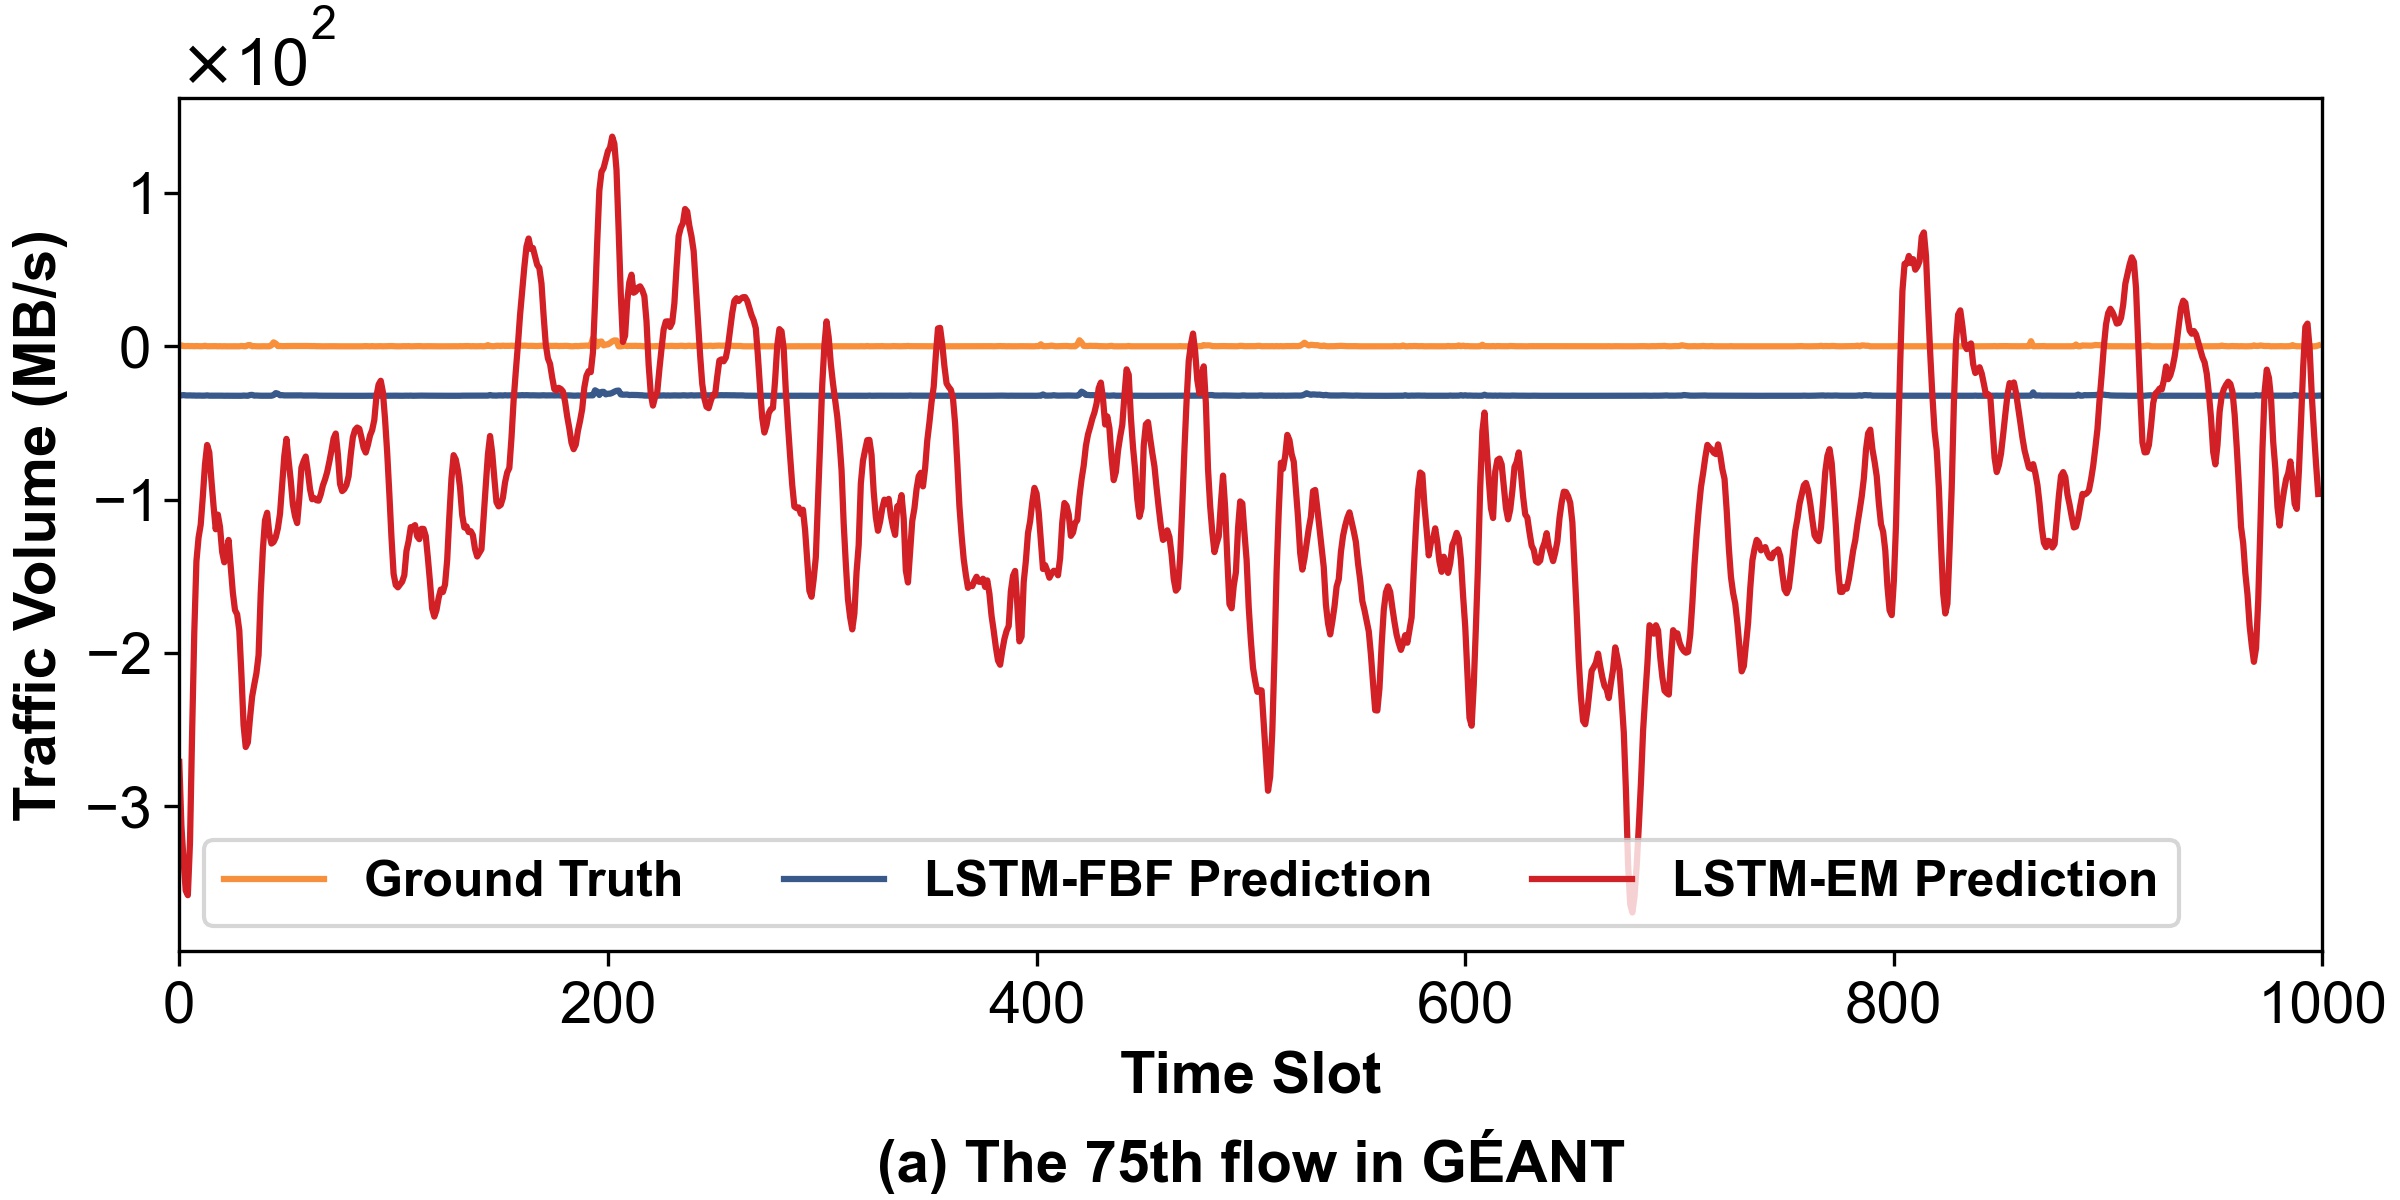 ×10²
Traffic Volume (MB/s)
1
0
−1
−2
−3
Ground Truth LSTM-FBF Prediction LSTM-EM Prediction
0 200 400 600 800 1000
Time Slot
(a) The 75th flow in GÉANT